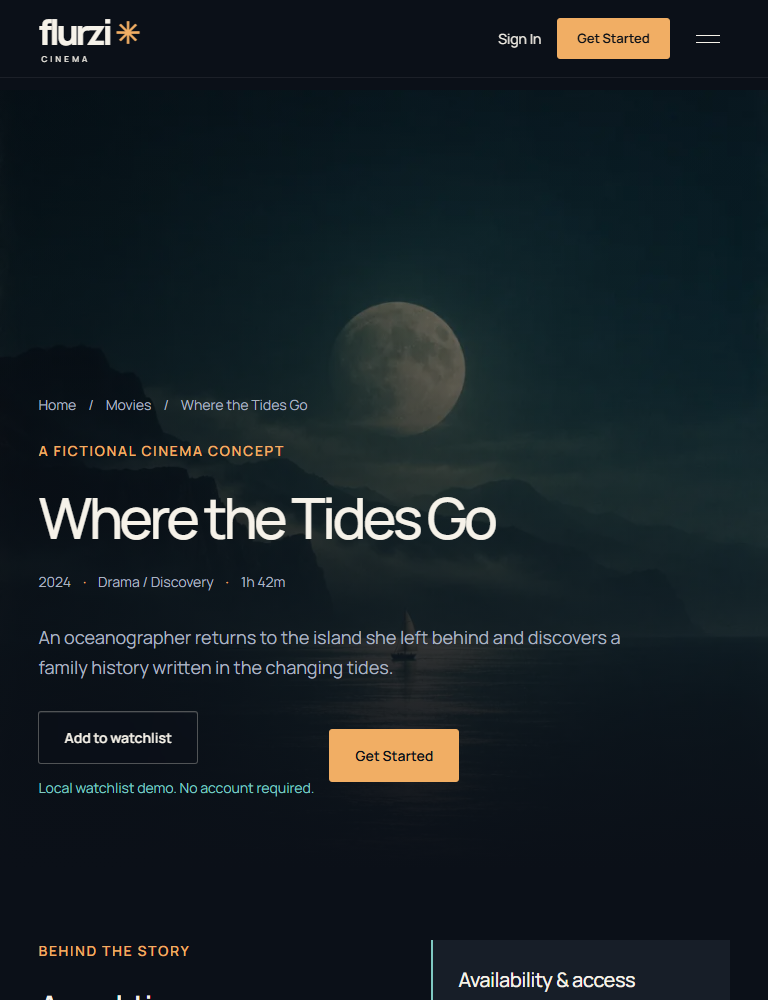 flurzi
CINEMA
Sign In
Get Started
Home / Movies / Where the Tides Go
A FICTIONAL CINEMA CONCEPT
Where the Tides Go
2024 · Drama / Discovery · 1h 42m
An oceanographer returns to the island she left behind and discovers a
family history written in the changing tides.
Add to watchlist
Get Started
Local watchlist demo. No account required.
BEHIND THE STORY
Availability & access